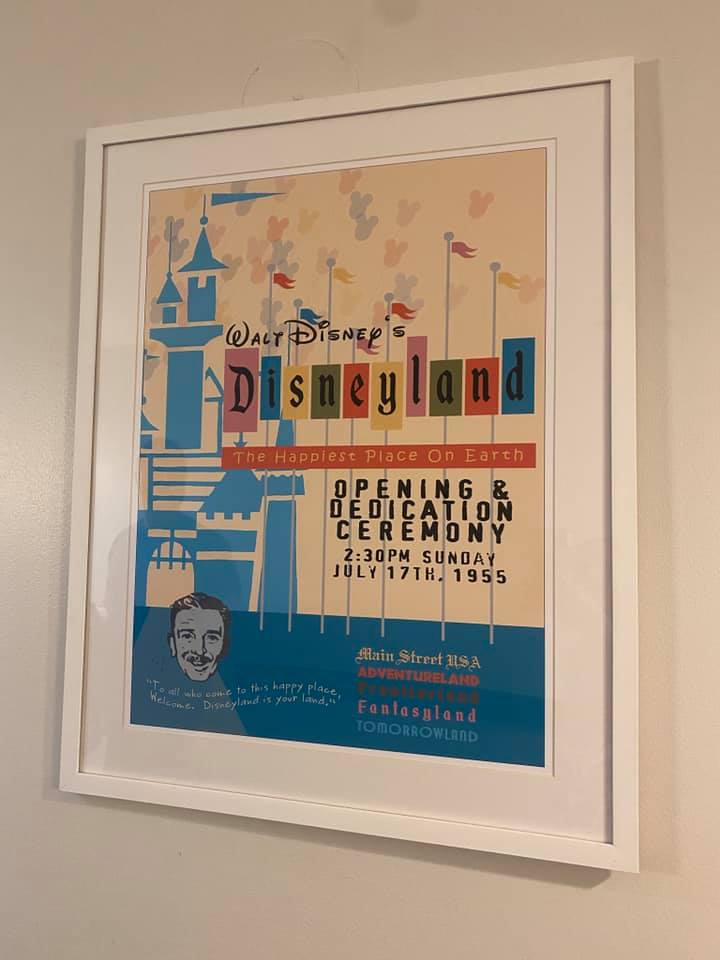 WALT DISNEY'S
Disneyland
The Happiest Place On Earth
OPENING &
DEDICATION
CEREMONY
2:30PM SUNDAY
JULY 17TH, 1955
"To all who come to this happy place,
Welcome. Disneyland is your land."
Main Street USA
ADVENTURELAND
Frontierland
Fantasyland
TOMORROWLAND